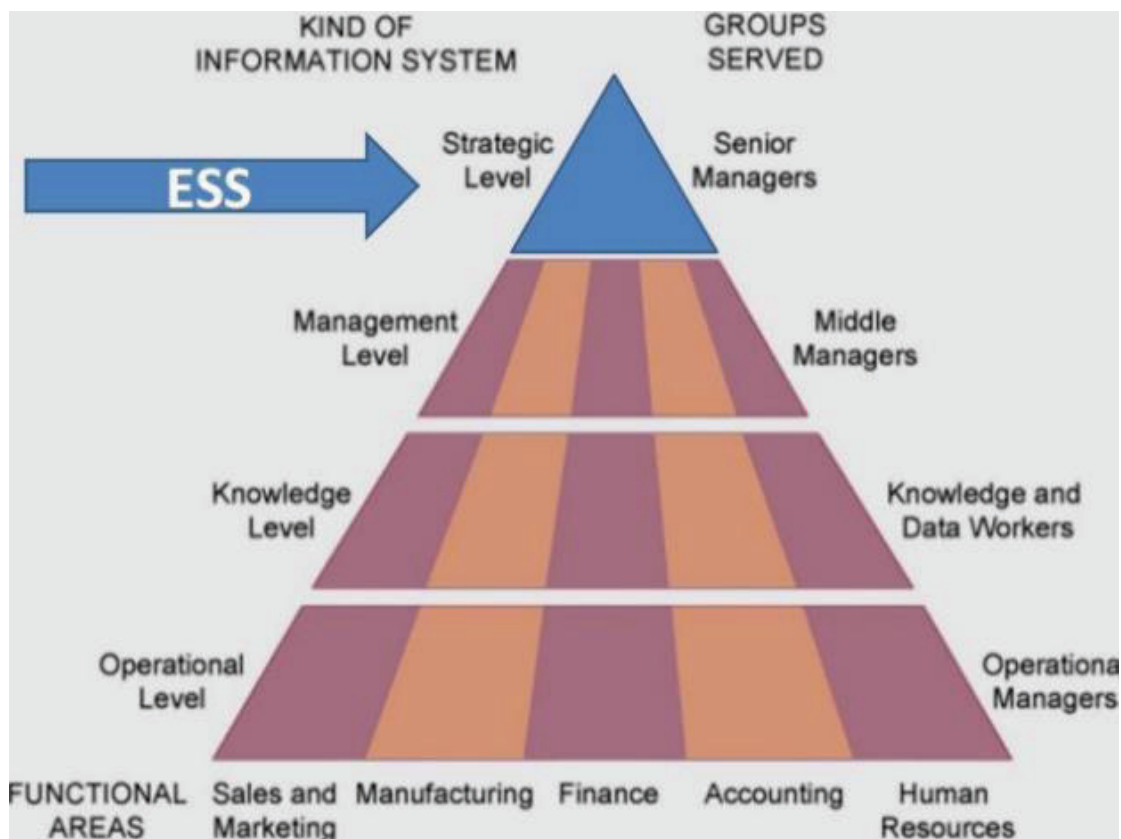 KIND OF
INFORMATION SYSTEM
GROUPS
SERVED
ESS
Strategic
Level
Senior
Managers
Management
Level
Middle
Managers
Knowledge
Level
Knowledge and
Data Workers
Operational
Level
Operationa
Managers
FUNCTIONAL
AREAS
Sales and
Marketing
Manufacturing
Finance
Accounting
Human
Resources